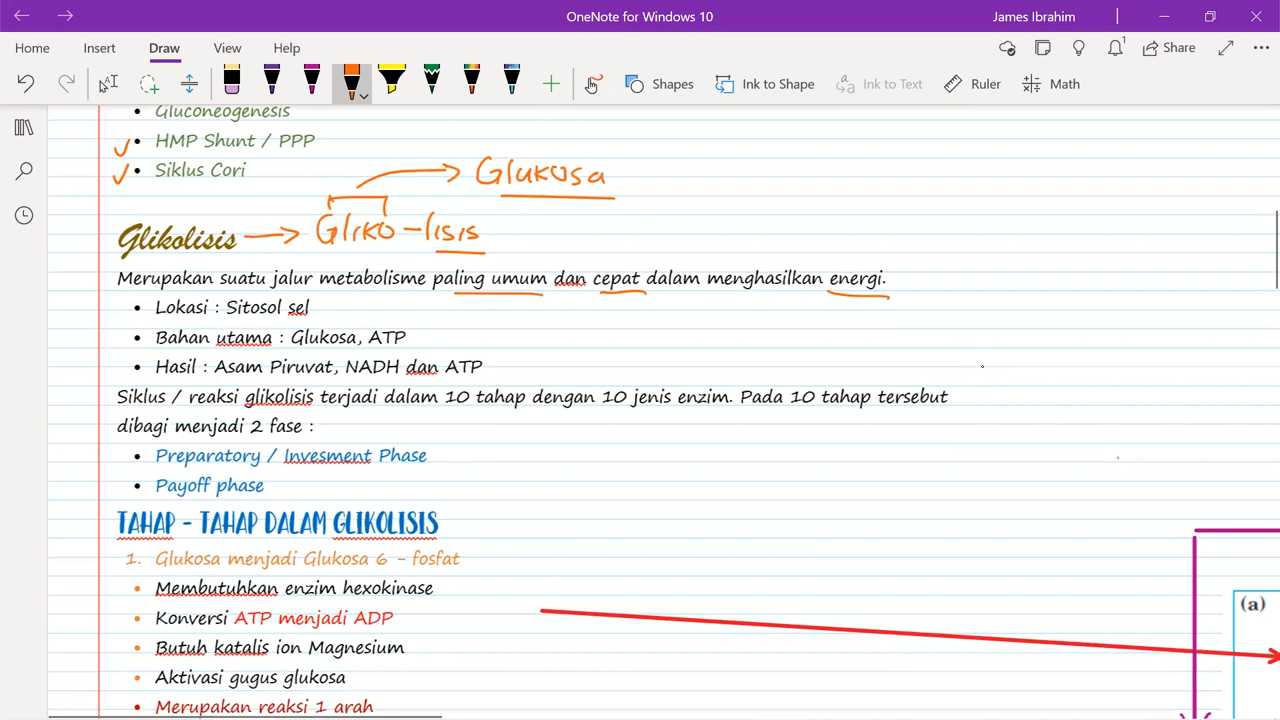 OneNote for Windows 10
James Ibrahim
Home Insert Draw View Help
1
Share
Shapes Ink to Shape Ink to Text Ruler Math
• Gluconeogenesis
• HMP Shunt / PPP
• Siklus Cori
Glukosa
Glikolisis
Gliko-lisis
Merupakan suatu jalur metabolisme paling umum dan cepat dalam menghasilkan energi.
• Lokasi : Sitosol sel
• Bahan utama : Glukosa, ATP
• Hasil : Asam Piruvat, NADH dan ATP
Siklus / reaksi glikolisis terjadi dalam 10 tahap dengan 10 jenis enzim. Pada 10 tahap tersebut
dibagi menjadi 2 fase :
• Preparatory / Invesment Phase
• Payoff phase
TAHAP - TAHAP DALAM GLIKOLISIS
1. Glukosa menjadi Glukosa 6 - fosfat
• Membutuhkan enzim hexokinase
• Konversi ATP menjadi ADP
(a)
• Butuh katalis ion Magnesium
• Aktivasi gugus glukosa
• Merupakan reaksi 1 arah